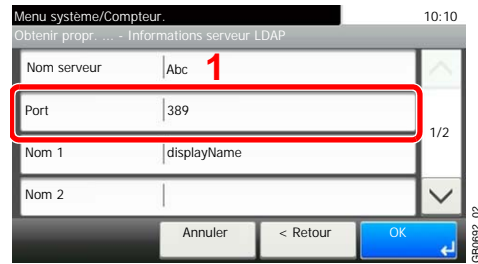 Menu système/Compteur. 10:10
Obtenir propr. ... - Informations serveur LDAP
Nom serveur Abc 1
Port 389
1/2
Nom 1 displayName
Nom 2
Annuler < Retour OK
GB0692_02